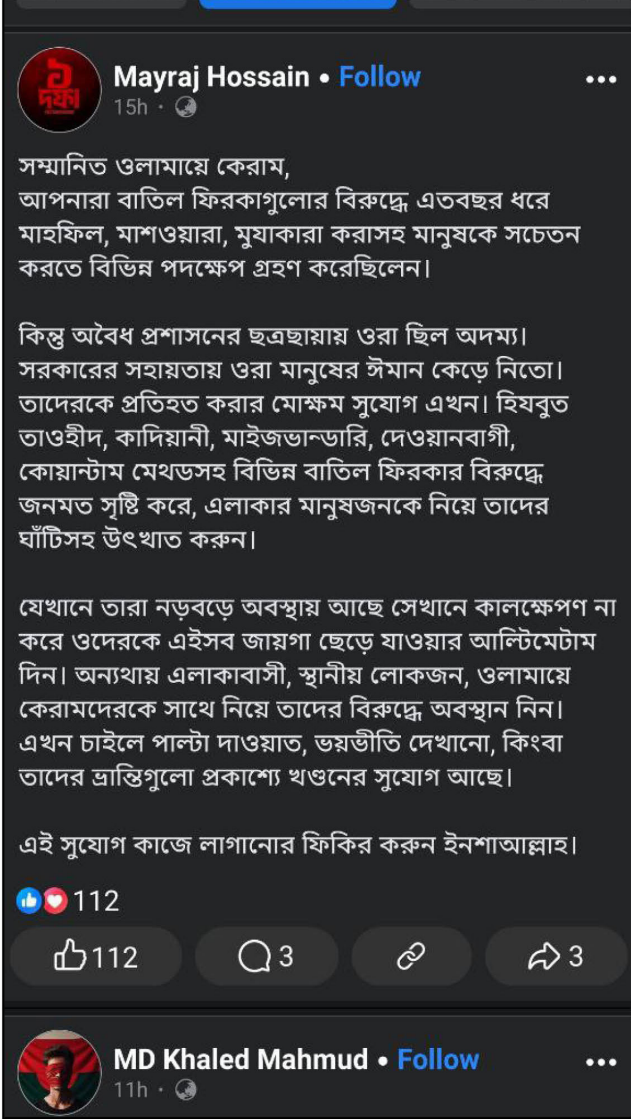 ১
দফা
Mayraj Hossain • Follow
15h
সম্মানিত ওলামায়ে কেরাম,
আপনারা বাতিল ফিরকাগুলোর বিরুদ্ধে এতবছর ধরে
মাহফিল, মাশওয়ারা, মুযাকারা করাসহ মানুষকে সচেতন
করতে বিভিন্ন পদক্ষেপ গ্রহণ করেছিলেন।
কিন্তু অবৈধ প্রশাসনের ছত্রছায়ায় ওরা ছিল অদম্য।
সরকারের সহায়তায় ওরা মানুষের ঈমান কেড়ে নিতো।
তাদেরকে প্রতিহত করার মোক্ষম সুযোগ এখন। হিযবুত
তাওহীদ, কাদিয়ানী, মাইজভান্ডারি, দেওয়ানবাগী,
কোয়ান্টাম মেথডসহ বিভিন্ন বাতিল ফিরকার বিরুদ্ধে
জনমত সৃষ্টি করে, এলাকার মানুষজনকে নিয়ে তাদের
ঘাঁটিসহ উৎখাত করুন।
যেখানে তারা নড়বড়ে অবস্থায় আছে সেখানে কালক্ষেপণ না
করে ওদেরকে এইসব জায়গা ছেড়ে যাওয়ার আল্টিমেটাম
দিন। অন্যথায় এলাকাবাসী, স্থানীয় লোকজন, ওলামায়ে
কেরামদেরকে সাথে নিয়ে তাদের বিরুদ্ধে অবস্থান নিন।
এখন চাইলে পাল্টা দাওয়াত, ভয়ভীতি দেখানো, কিংবা
তাদের ভ্রান্তিগুলো প্রকাশ্যে খণ্ডনের সুযোগ আছে।
এই সুযোগ কাজে লাগানোর ফিকির করুন ইনশাআল্লাহ।
112
112 3 3
MD Khaled Mahmud • Follow
11h